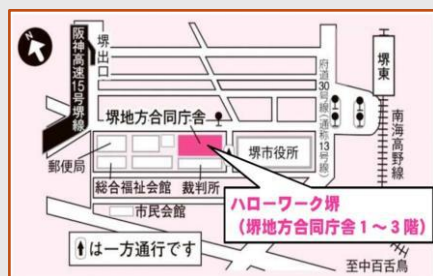 阪神高速15号堺線
堺出口
府道30号線(通称13号線)
堺東
南海高野線
堺地方合同庁舎
郵便局
堺市役所
総合福祉会館
裁判所
市民会館
ハローワーク堺
(堺地方合同庁舎1〜3階)
は一方通行です
至中百舌鳥
N